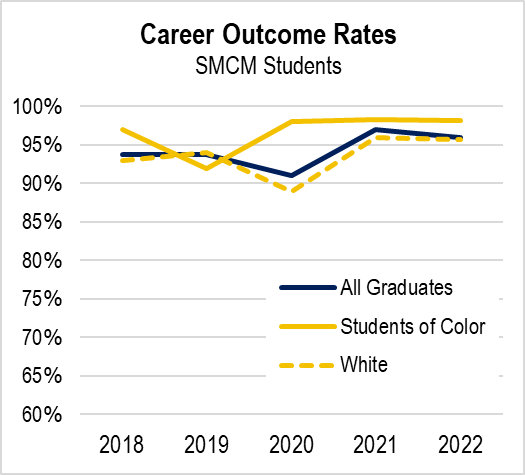 Career Outcome Rates
SMCM Students
100%
95%
90%
85%
80%
75%
70%
65%
60%
All Graduates
Students of Color
White
2018 2019 2020 2021 2022